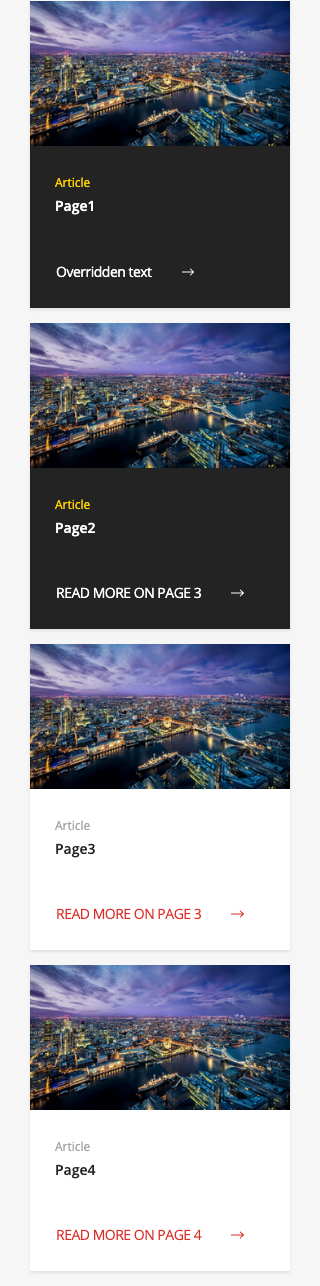 Article
Page1
Overridden text
Article
Page2
READ MORE ON PAGE 3
Article
Page3
READ MORE ON PAGE 3
Article
Page4
READ MORE ON PAGE 4